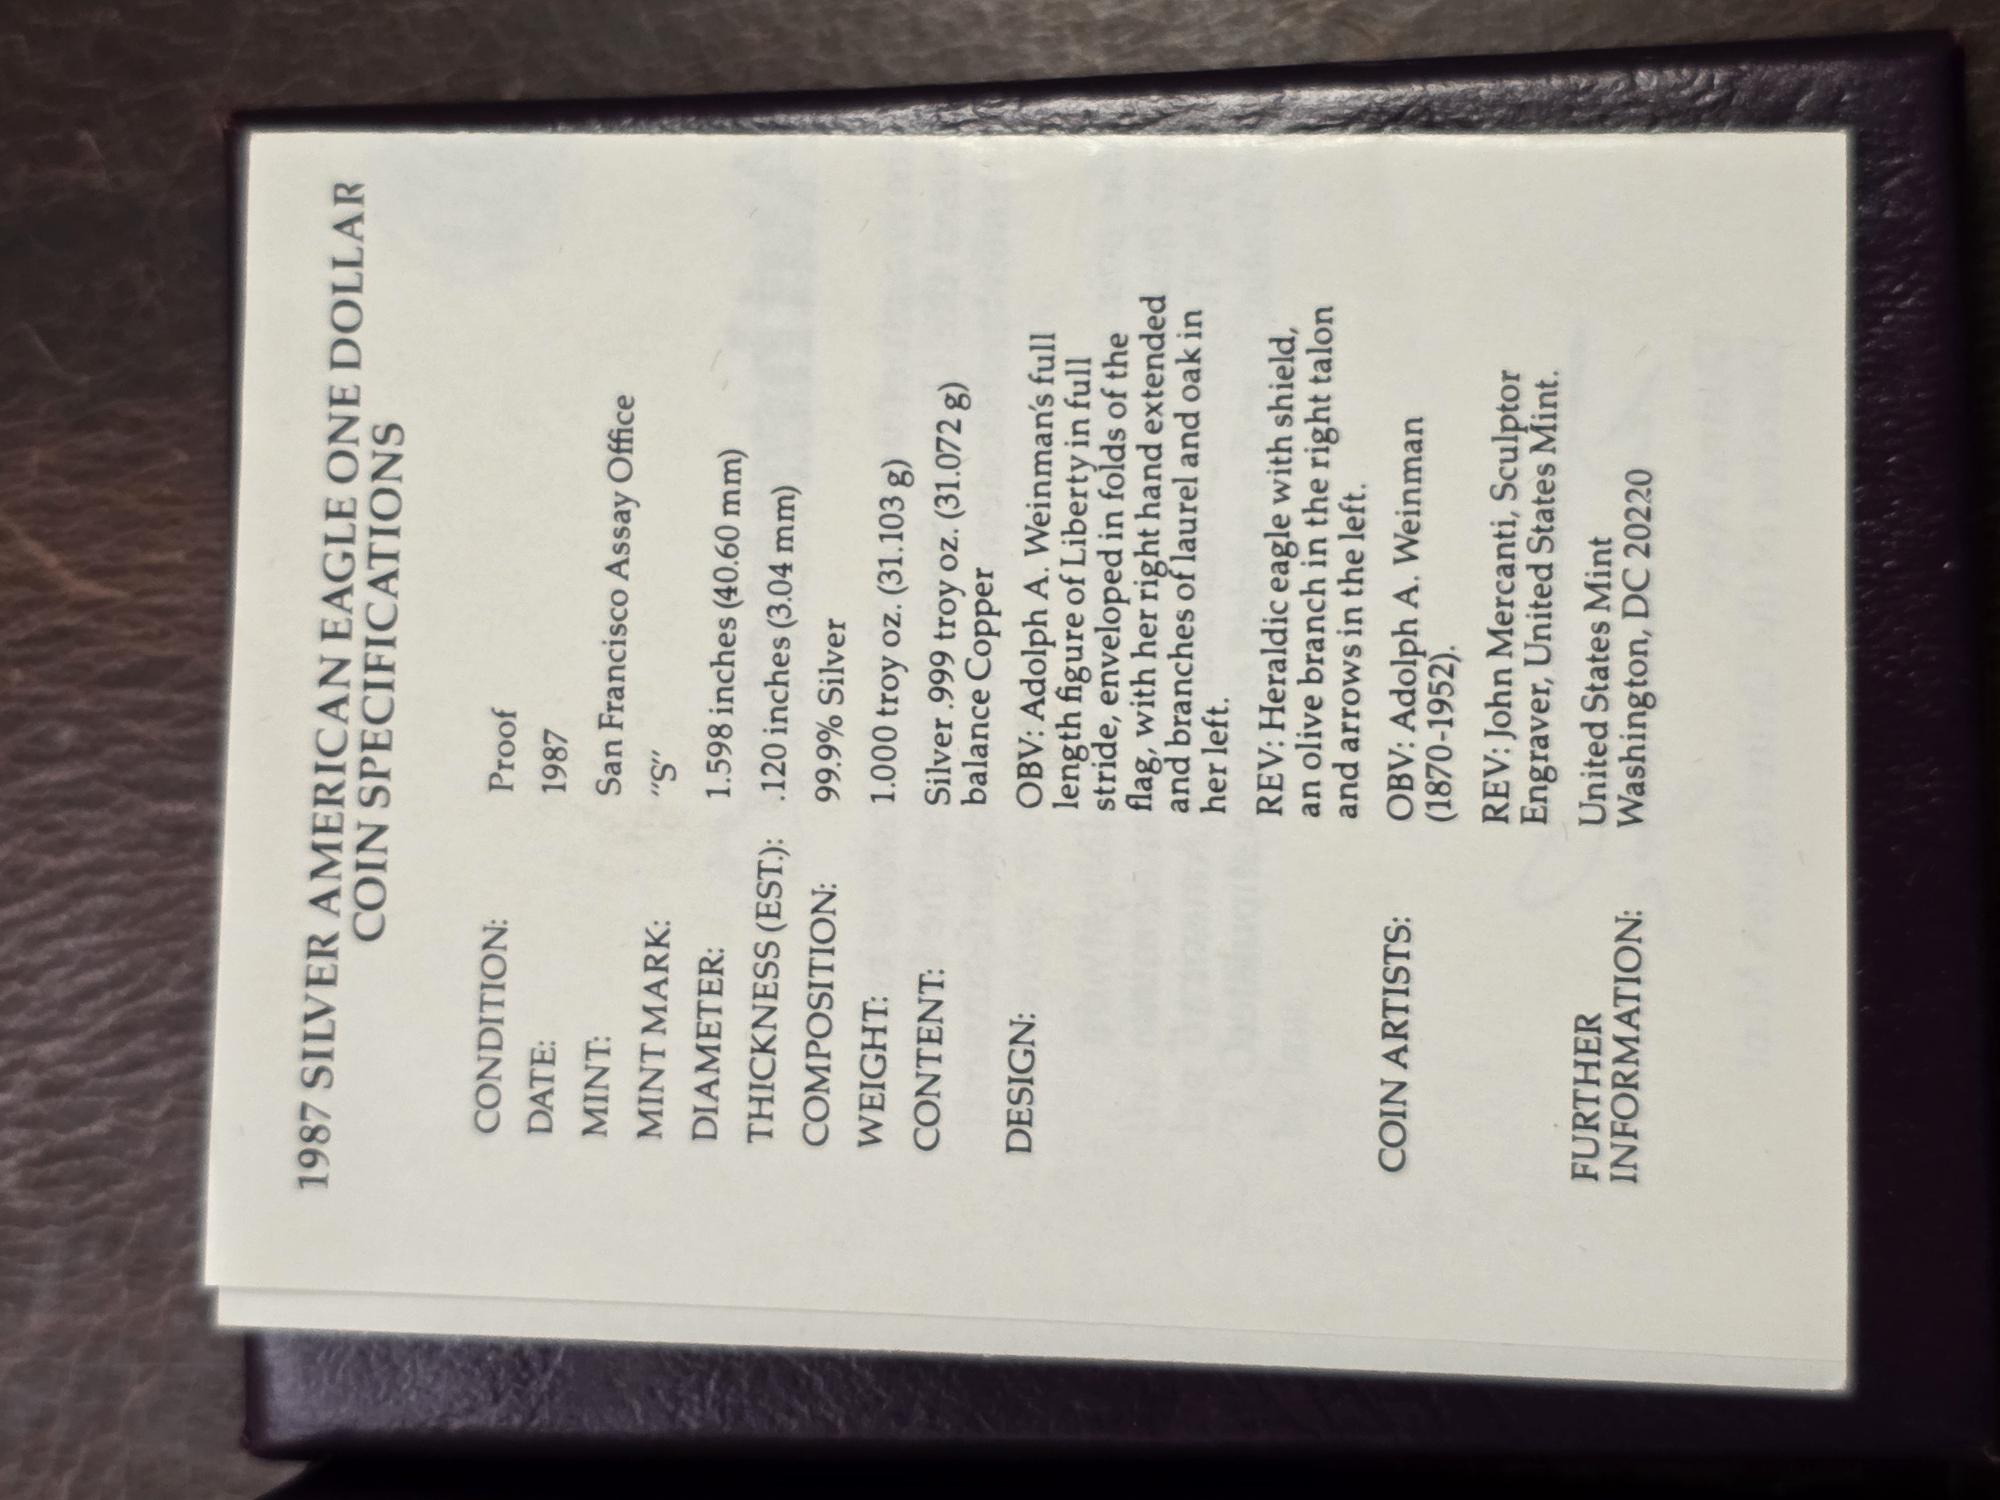 1987 SILVER AMERICAN EAGLE ONE DOLLAR
COIN SPECIFICATIONS
CONDITION: Proof
DATE: 1987
MINT: San Francisco Assay Office
MINT MARK: "S"
DIAMETER: 1.598 inches (40.60 mm)
THICKNESS (EST.): .120 inches (3.04 mm)
COMPOSITION: 99.9% Silver
WEIGHT: 1.000 troy oz. (31.103 g)
CONTENT: Silver .999 troy oz. (31.072 g)
balance Copper
DESIGN: OBV: Adolph A. Weinman's full
length figure of Liberty in full
stride, enveloped in folds of the
flag, with her right hand extended
and branches of laurel and oak in
her left.
REV: Heraldic eagle with shield,
an olive branch in the right talon
and arrows in the left.
COIN ARTISTS: OBV: Adolph A. Weinman
(1870-1952).
REV: John Mercanti, Sculptor
Engraver, United States Mint.
FURTHER United States Mint
INFORMATION: Washington, DC 20220